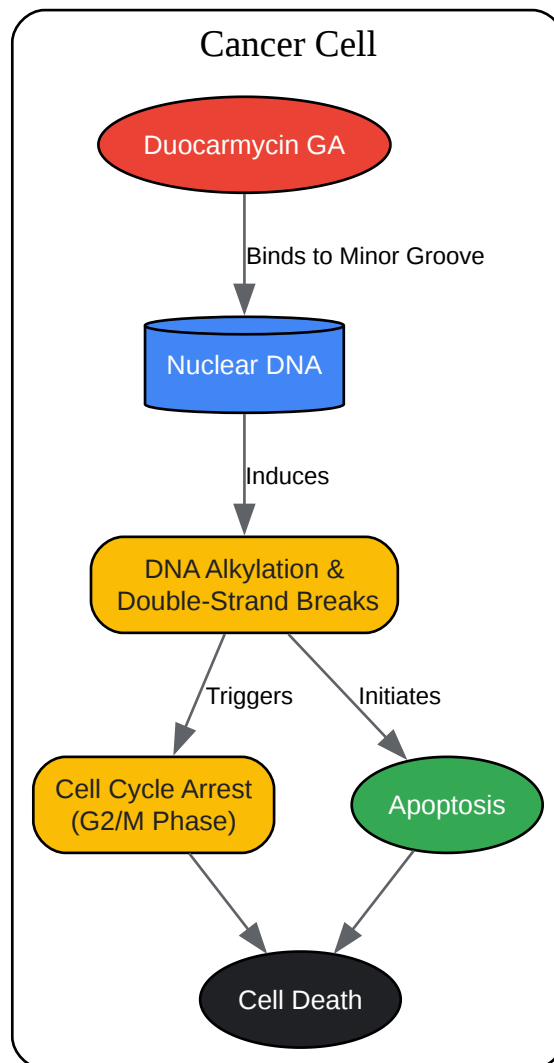 Cancer Cell
Duocarmycin GA
Binds to Minor Groove
Nuclear DNA
Induces
DNA Alkylation &
Double-Strand Breaks
Triggers
Initiates
Cell Cycle Arrest
(G2/M Phase)
Apoptosis
Cell Death